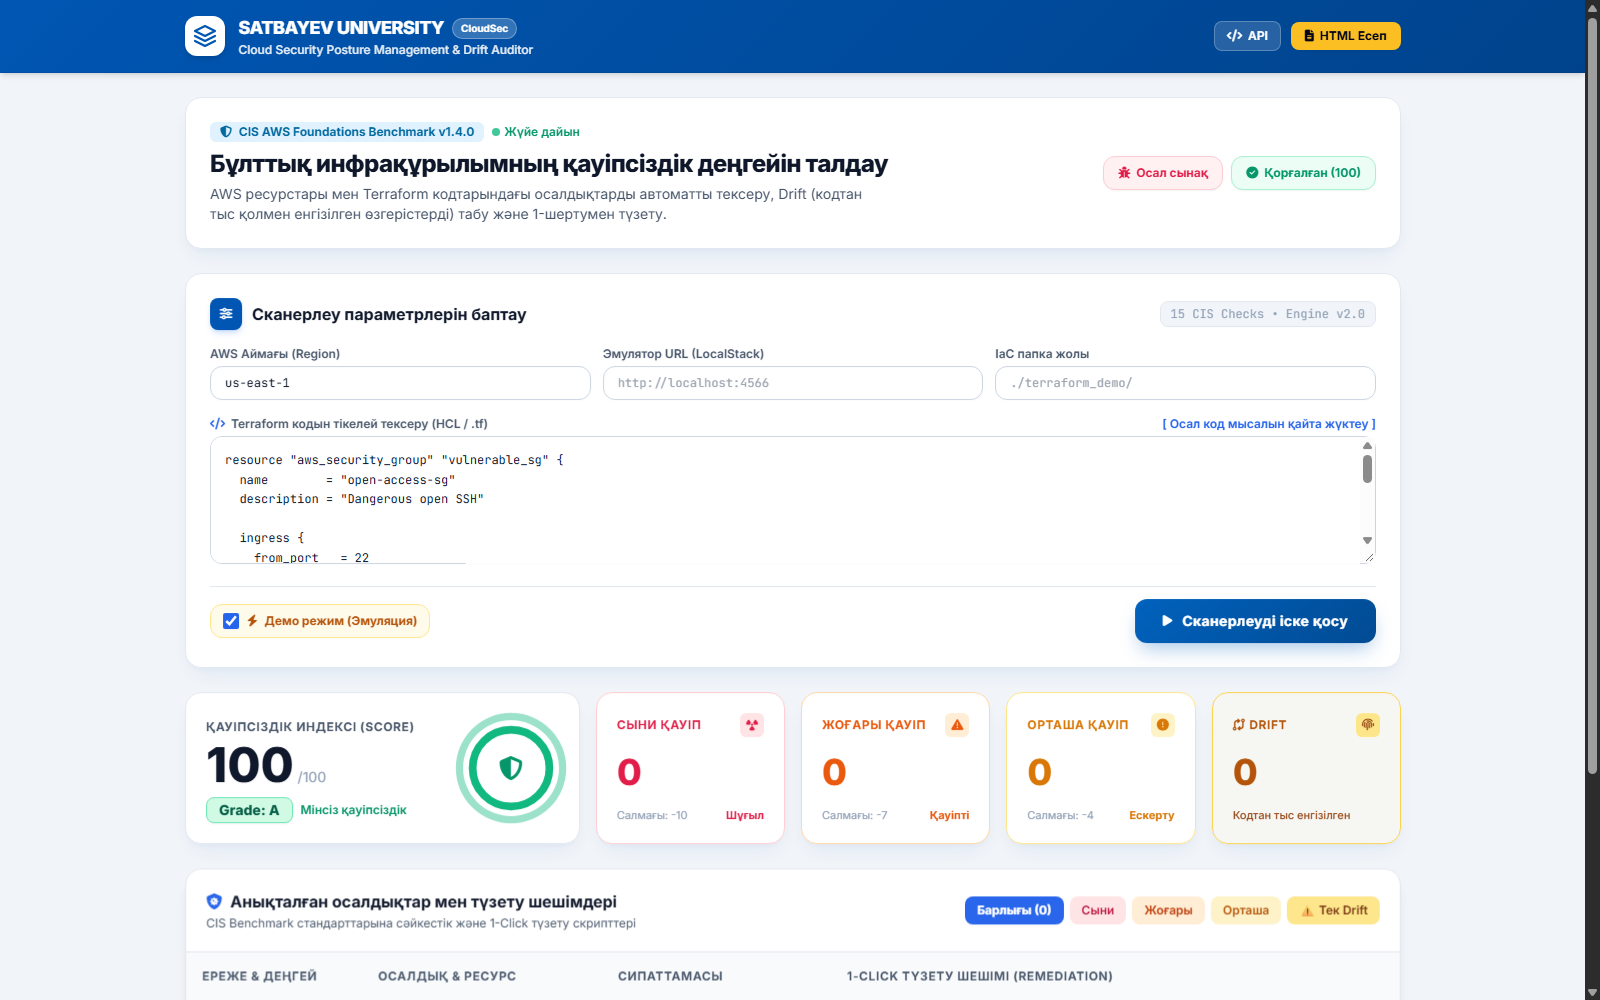 SATBAYEV UNIVERSITY CloudSec
Cloud Security Posture Management & Drift Auditor
API
HTML Есеп
CIS AWS Foundations Benchmark v1.4.0
Жүйе дайын
Бұлттық инфрақұрылымның қауіпсіздік деңгейін талдау
AWS ресурстары мен Terraform кодтарындағы осалдықтарды автоматты тексеру, Drift (кодтан
тыс қолмен енгізілген өзгерістерді) табу және 1-шертумен түзету.
Осал сынақ
Қорғалған (100)
Сканерлеу параметрлерін баптау
15 CIS Checks • Engine v2.0
AWS Аймағы (Region)
Эмулятор URL (LocalStack)
IaC папка жолы
us-east-1
http://localhost:4566
./terraform_demo/
Terraform кодын тікелей тексеру (HCL / .tf)
[ Осал код мысалын қайта жүктеу ]
resource "aws_security_group" "vulnerable_sg" {
name = "open-access-sg"
description = "Dangerous open SSH"
ingress {
from_port = 22
Демо режим (Эмуляция)
Сканерлеуді іске қосу
ҚАУІПСІЗДІК ИНДЕКСІ (SCORE)
100 /100
Grade: A Мінсіз қауіпсіздік
СЫНИ ҚАУІП
0
Салмағы: -10 Шұғыл
ЖОҒАРЫ ҚАУІП
0
Салмағы: -7 Қауіпті
ОРТАША ҚАУІП
0
Салмағы: -4 Ескерту
DRIFT
0
Кодтан тыс енгізілген
Анықталған осалдықтар мен түзету шешімдері
CIS Benchmark стандарттарына сәйкестік және 1-Click түзету скрипттері
Барлығы (0)
Сыни
Жоғары
Орташа
Тек Drift
ЕРЕЖЕ & ДЕҢГЕЙ
ОСАЛДЫҚ & РЕСУРС
СИПАТТАМАСЫ
1-CLICK ТҮЗЕТУ ШЕШІМІ (REMEDIATION)